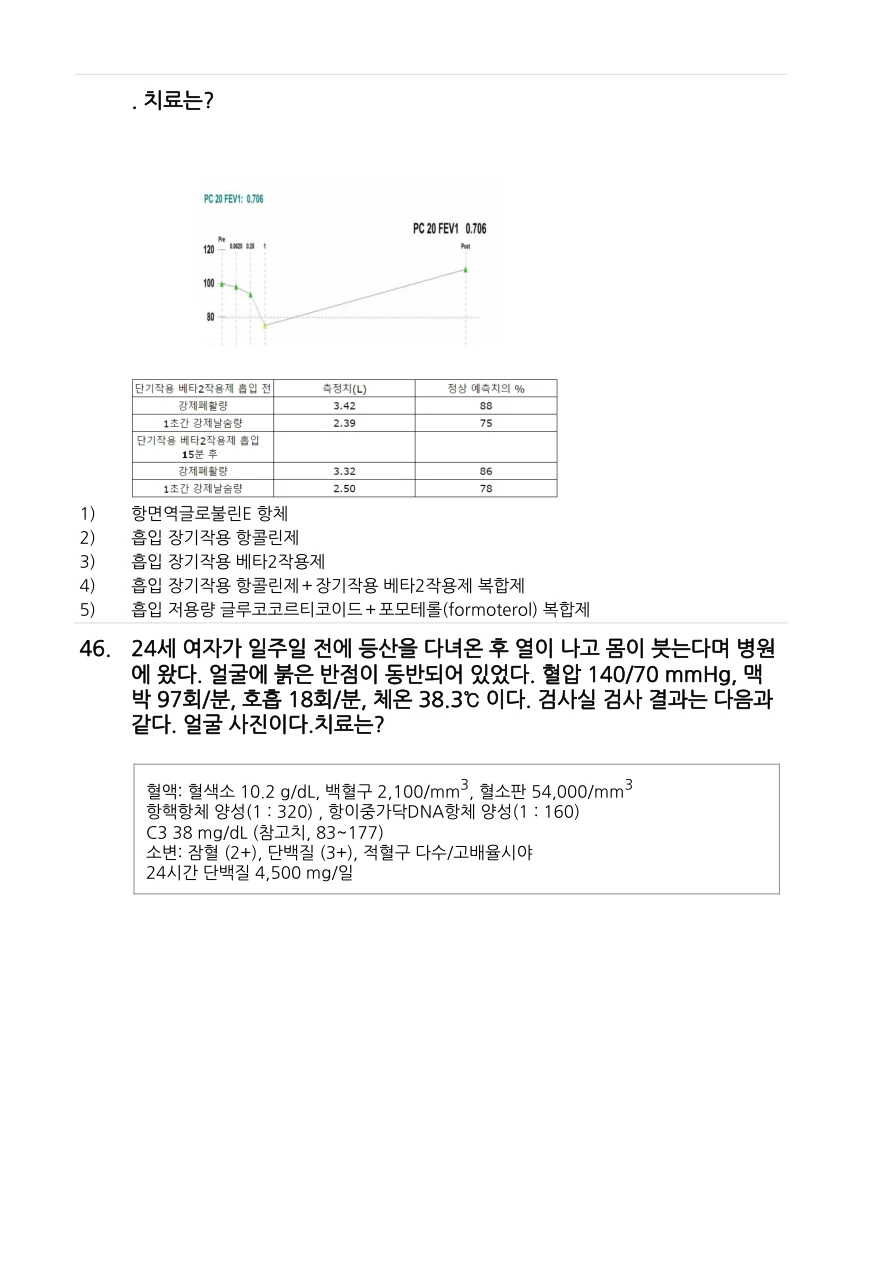 . 치료는?
PC 20 FEV1: 0.706
PC 20 FEV1 0.706
Pre 0.0625 0.25 1 Post
120
100
80
단기작용 베타2작용제 흡입 전 측정치(L) 정상 예측치의 %
강제폐활량 3.42 88
1초간 강제날숨량 2.39 75
단기작용 베타2작용제 흡입
15분 후
강제폐활량 3.32 86
1초간 강제날숨량 2.50 78
1) 항면역글로불린E 항체
2) 흡입 장기작용 항콜린제
3) 흡입 장기작용 베타2작용제
4) 흡입 장기작용 항콜린제+장기작용 베타2작용제 복합제
5) 흡입 저용량 글루코코르티코이드+포모테롤(formoterol) 복합제
46. 24세 여자가 일주일 전에 등산을 다녀온 후 열이 나고 몸이 붓는다며 병원
에 왔다. 얼굴에 붉은 반점이 동반되어 있었다. 혈압 140/70 mmHg, 맥
박 97회/분, 호흡 18회/분, 체온 38.3℃ 이다. 검사실 검사 결과는 다음과
같다. 얼굴 사진이다.치료는?
혈액: 혈색소 10.2 g/dL, 백혈구 2,100/mm3, 혈소판 54,000/mm3
항핵항체 양성(1 : 320) , 항이중가닥DNA항체 양성(1 : 160)
C3 38 mg/dL (참고치, 83~177)
소변: 잠혈 (2+), 단백질 (3+), 적혈구 다수/고배율시야
24시간 단백질 4,500 mg/일